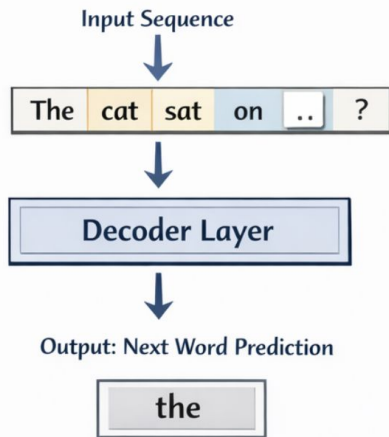 Input Sequence
The cat sat on .. ?
Decoder Layer
Output: Next Word Prediction
the